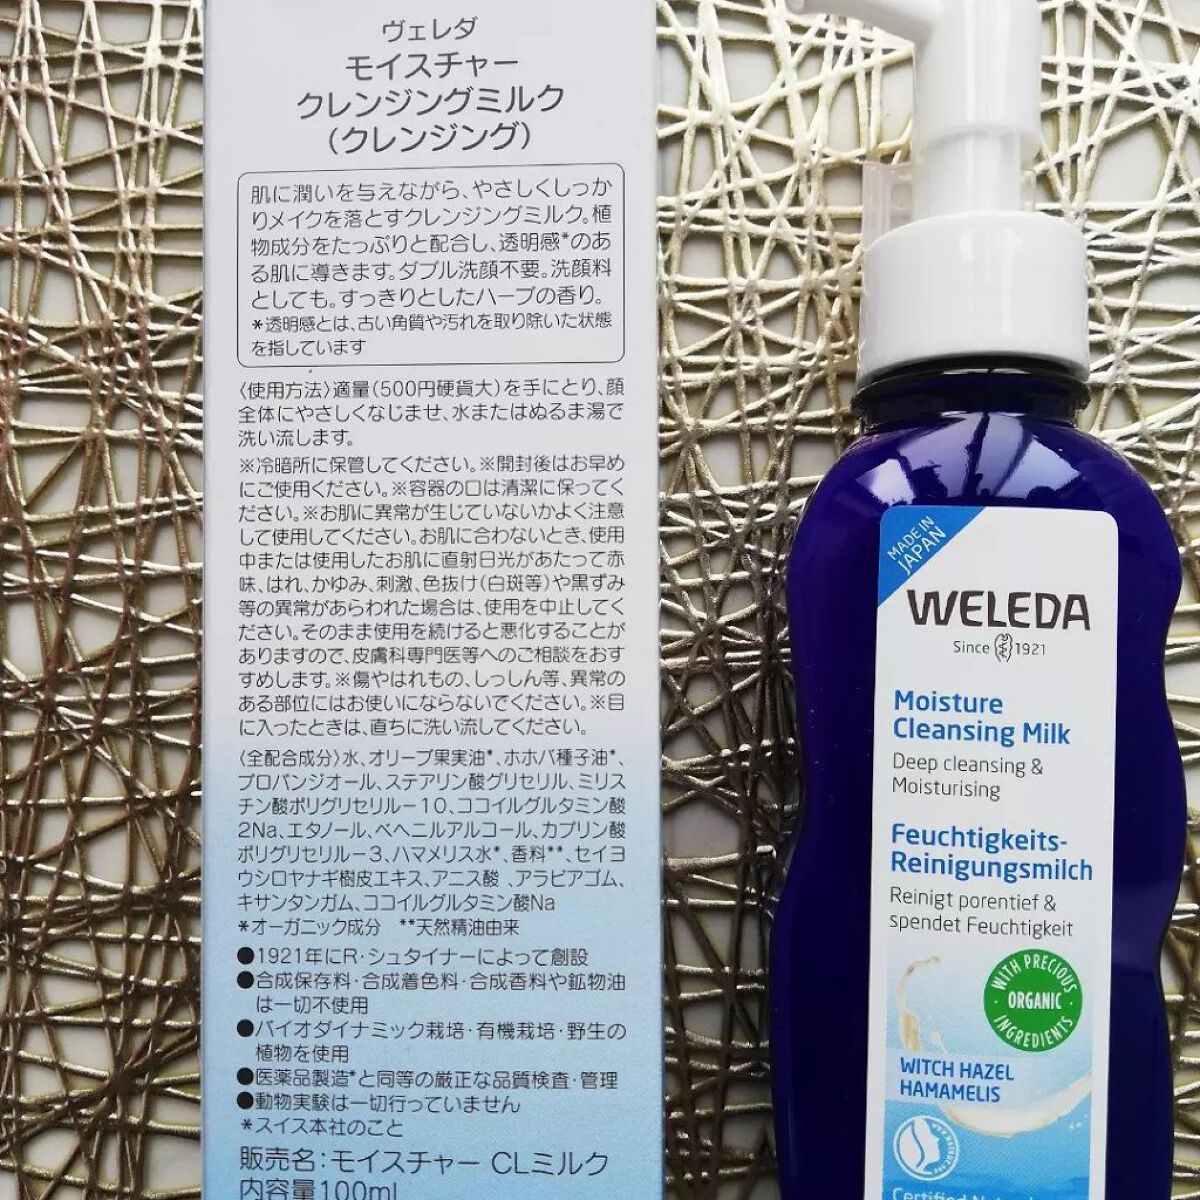 ヴェレダ
モイスチャー
クレンジングミルク
(クレンジング)
肌に潤いを与えながら、やさしくしっか
りメイクを落とすクレンジングミルク。植
物成分をたっぷりと配合し、透明感*のあ
る肌に導きます。ダブル洗顔不要。洗顔料
としても。すっきりとしたハーブの香り。
*透明感とは、古い角質や汚れを取り除いた状態
を指しています
〈使用方法〉適量(500円硬貨大)を手にとり、顔
全体にやさしくなじませ、水またはぬるま湯で
洗い流します。
※冷暗所に保管してください。※開封後はお早め
にご使用ください。※容器の口は清潔に保ってく
ださい。※お肌に異常が生じていないかよく注意
して使用してください。お肌に合わないとき、使用
中または使用したお肌に直射日光があたって赤
味、はれ、かゆみ、刺激、色抜け(白斑等)や黒ずみ
等の異常があらわれた場合は、使用を中止してく
ださい。そのまま使用を続けると悪化することが
ありますので、皮膚科専門医等へのご相談をおす
すめします。※傷やはれもの、しっしん等、異常の
ある部位にはお使いにならないでください。※目
に入ったときは、直ちに洗い流してください。
〈全配合成分〉水、オリーブ果実油*、ホホバ種子油*、
プロパンジオール、ステアリン酸グリセリル、ミリス
チン酸ポリグリセリル-10、ココイルグルタミン酸
2Na、エタノール、ベヘニルアルコール、カプリン酸
ポリグリセリル-3、ハマメリス水*、香料**、セイヨ
ウシロヤナギ樹皮エキス、アニス酸 、アラビアゴム、
キサンタンガム、ココイルグルタミン酸Na
*オーガニック成分 **天然精油由来
●1921年にR・シュタイナーによって創設
●合成保存料・合成着色料・合成香料や鉱物油
は一切不使用
●バイオダイナミック栽培・有機栽培・野生の
植物を使用
●医薬品製造*と同等の厳正な品質検査・管理
●動物実験は一切行っていません
*スイス本社のこと
販売名:モイスチャー CLミルク
内容量100ml
MADE IN
JAPAN
WELEDA
Since 1921
Moisture
Cleansing Milk
Deep cleansing &
Moisturising
Feuchtigkeits-
Reinigungsmilch
Reinigt porentief &
spendet Feuchtigkeit
WITH PRECIOUS
ORGANIC
INGREDIENTS
WITCH HAZEL
HAMAMELIS